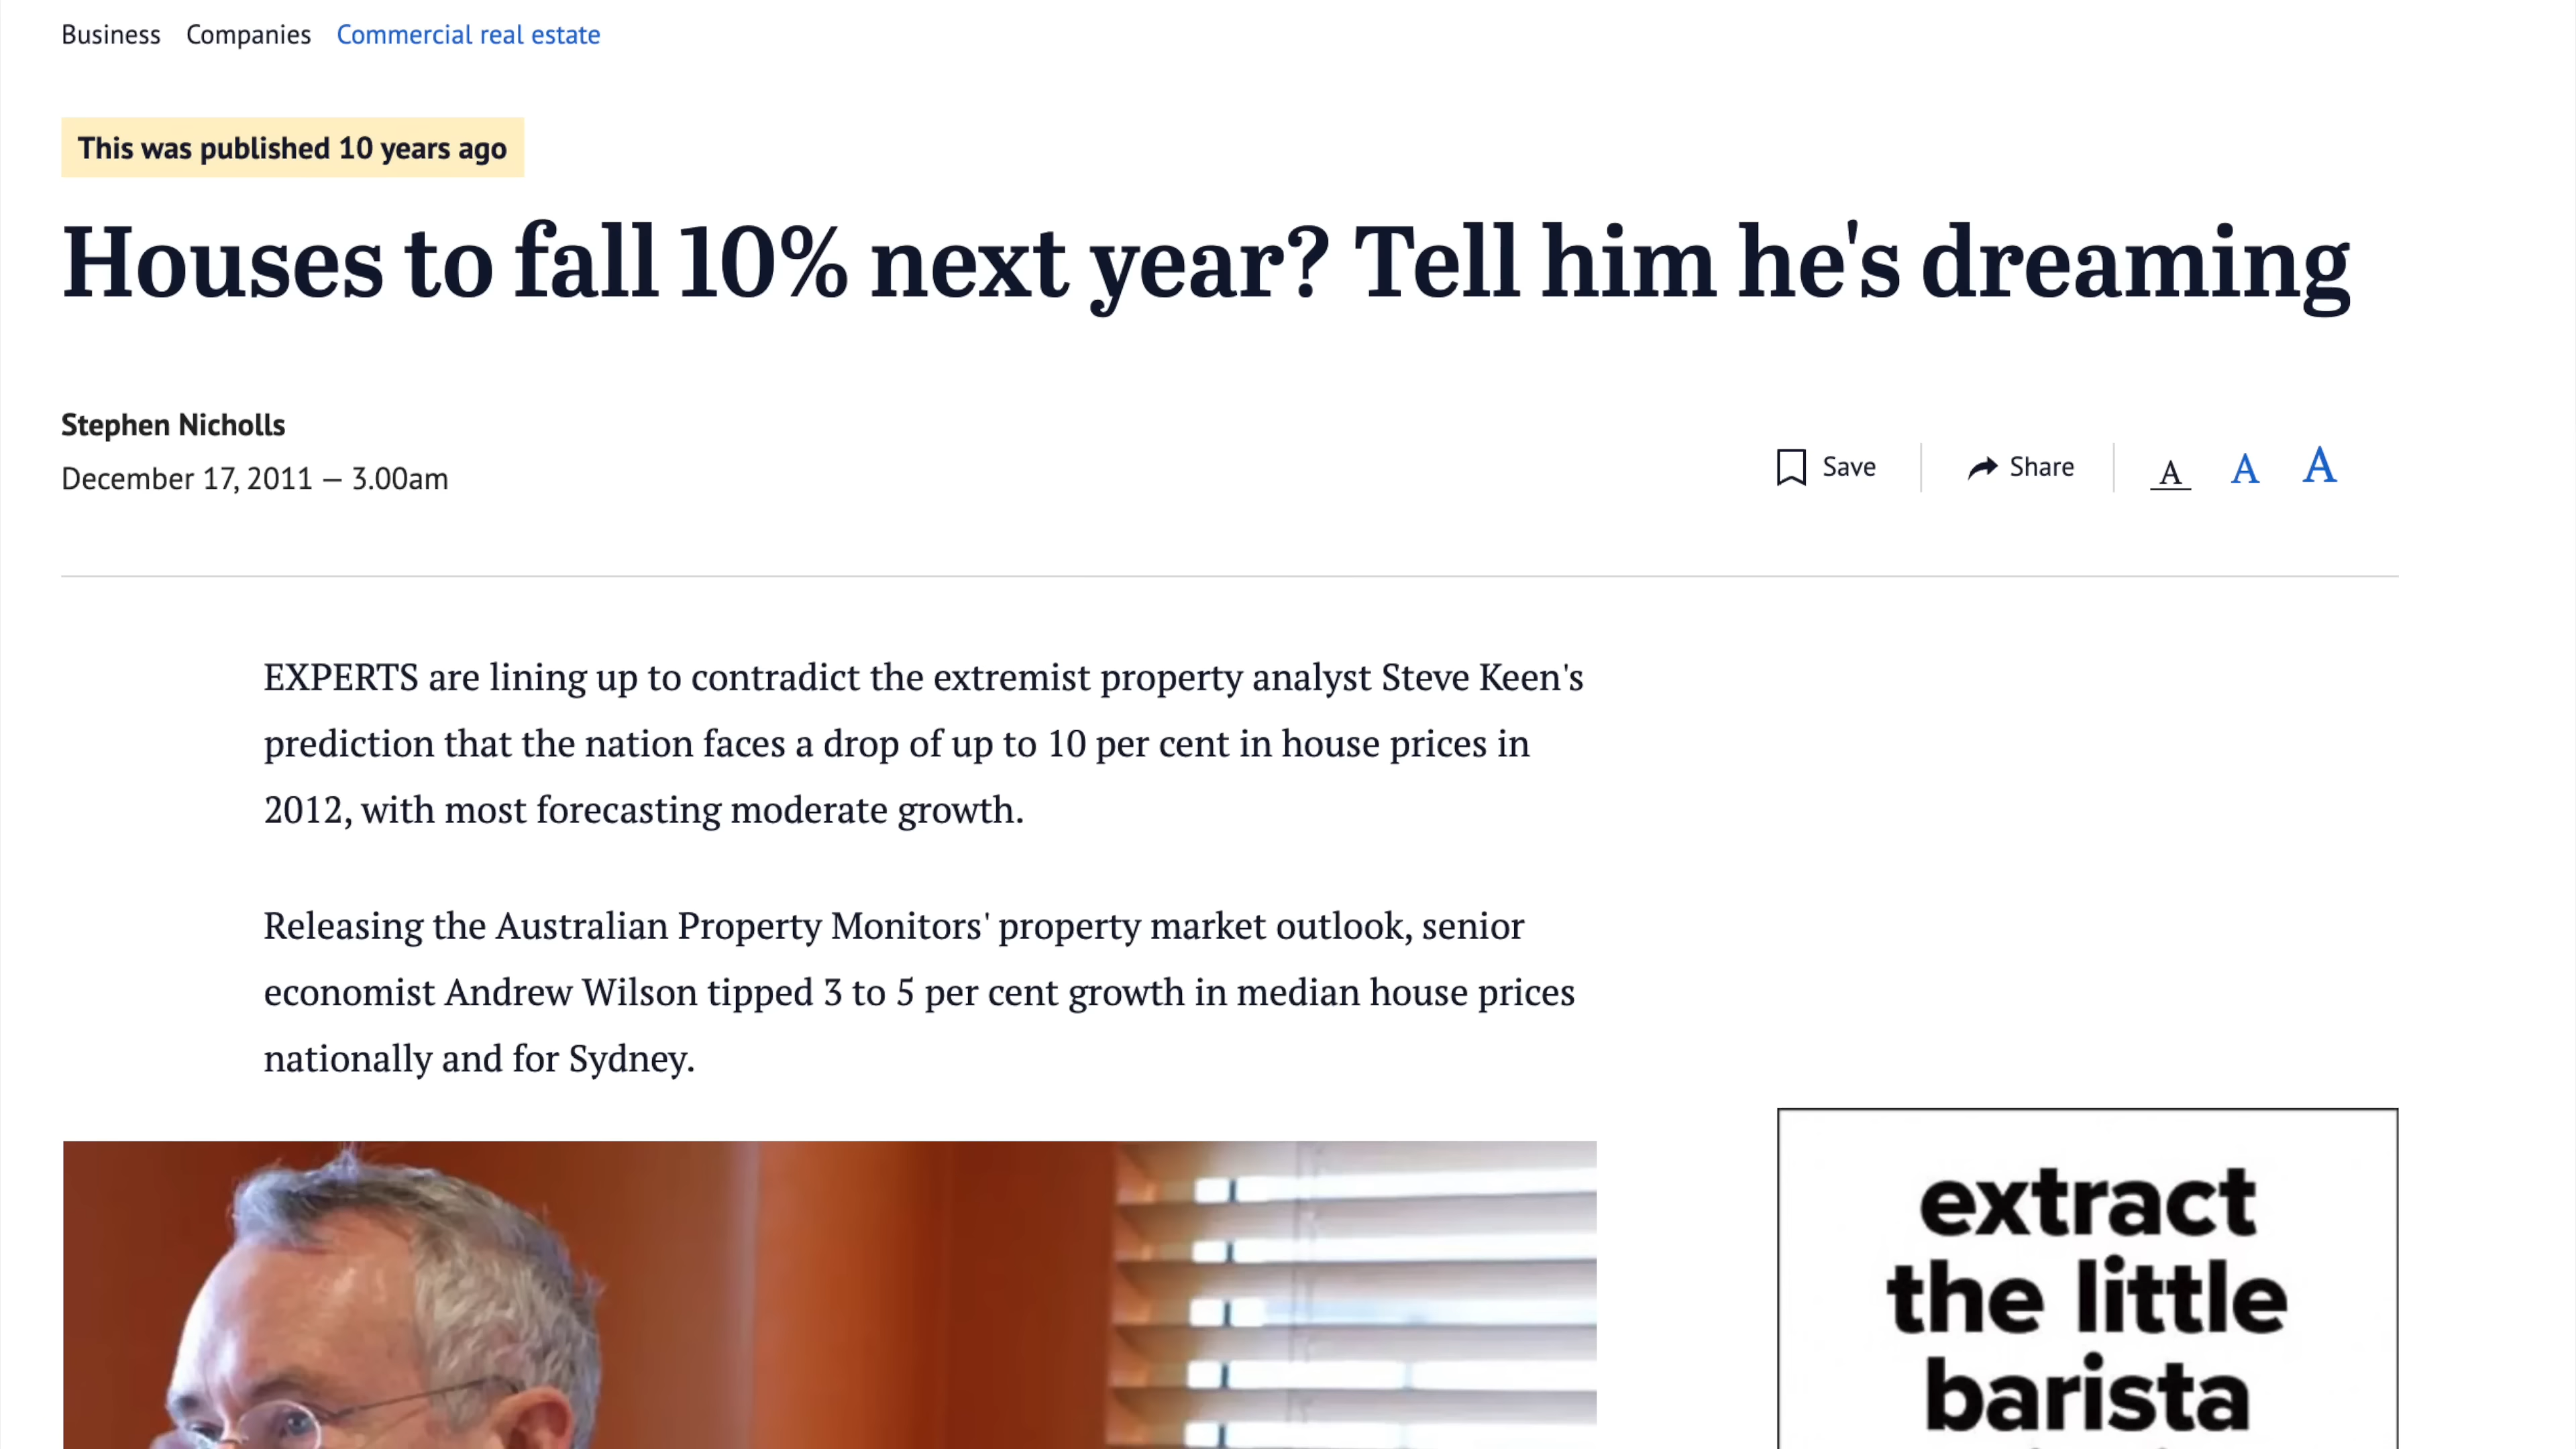 Business Companies Commercial real estate
This was published 10 years ago
Houses to fall 10% next year? Tell him he's dreaming
Stephen Nicholls
December 17, 2011 – 3.00am
Save Share A A A
EXPERTS are lining up to contradict the extremist property analyst Steve Keen's
prediction that the nation faces a drop of up to 10 per cent in house prices in
2012, with most forecasting moderate growth.
Releasing the Australian Property Monitors' property market outlook, senior
economist Andrew Wilson tipped 3 to 5 per cent growth in median house prices
nationally and for Sydney.
extract
the little
barista